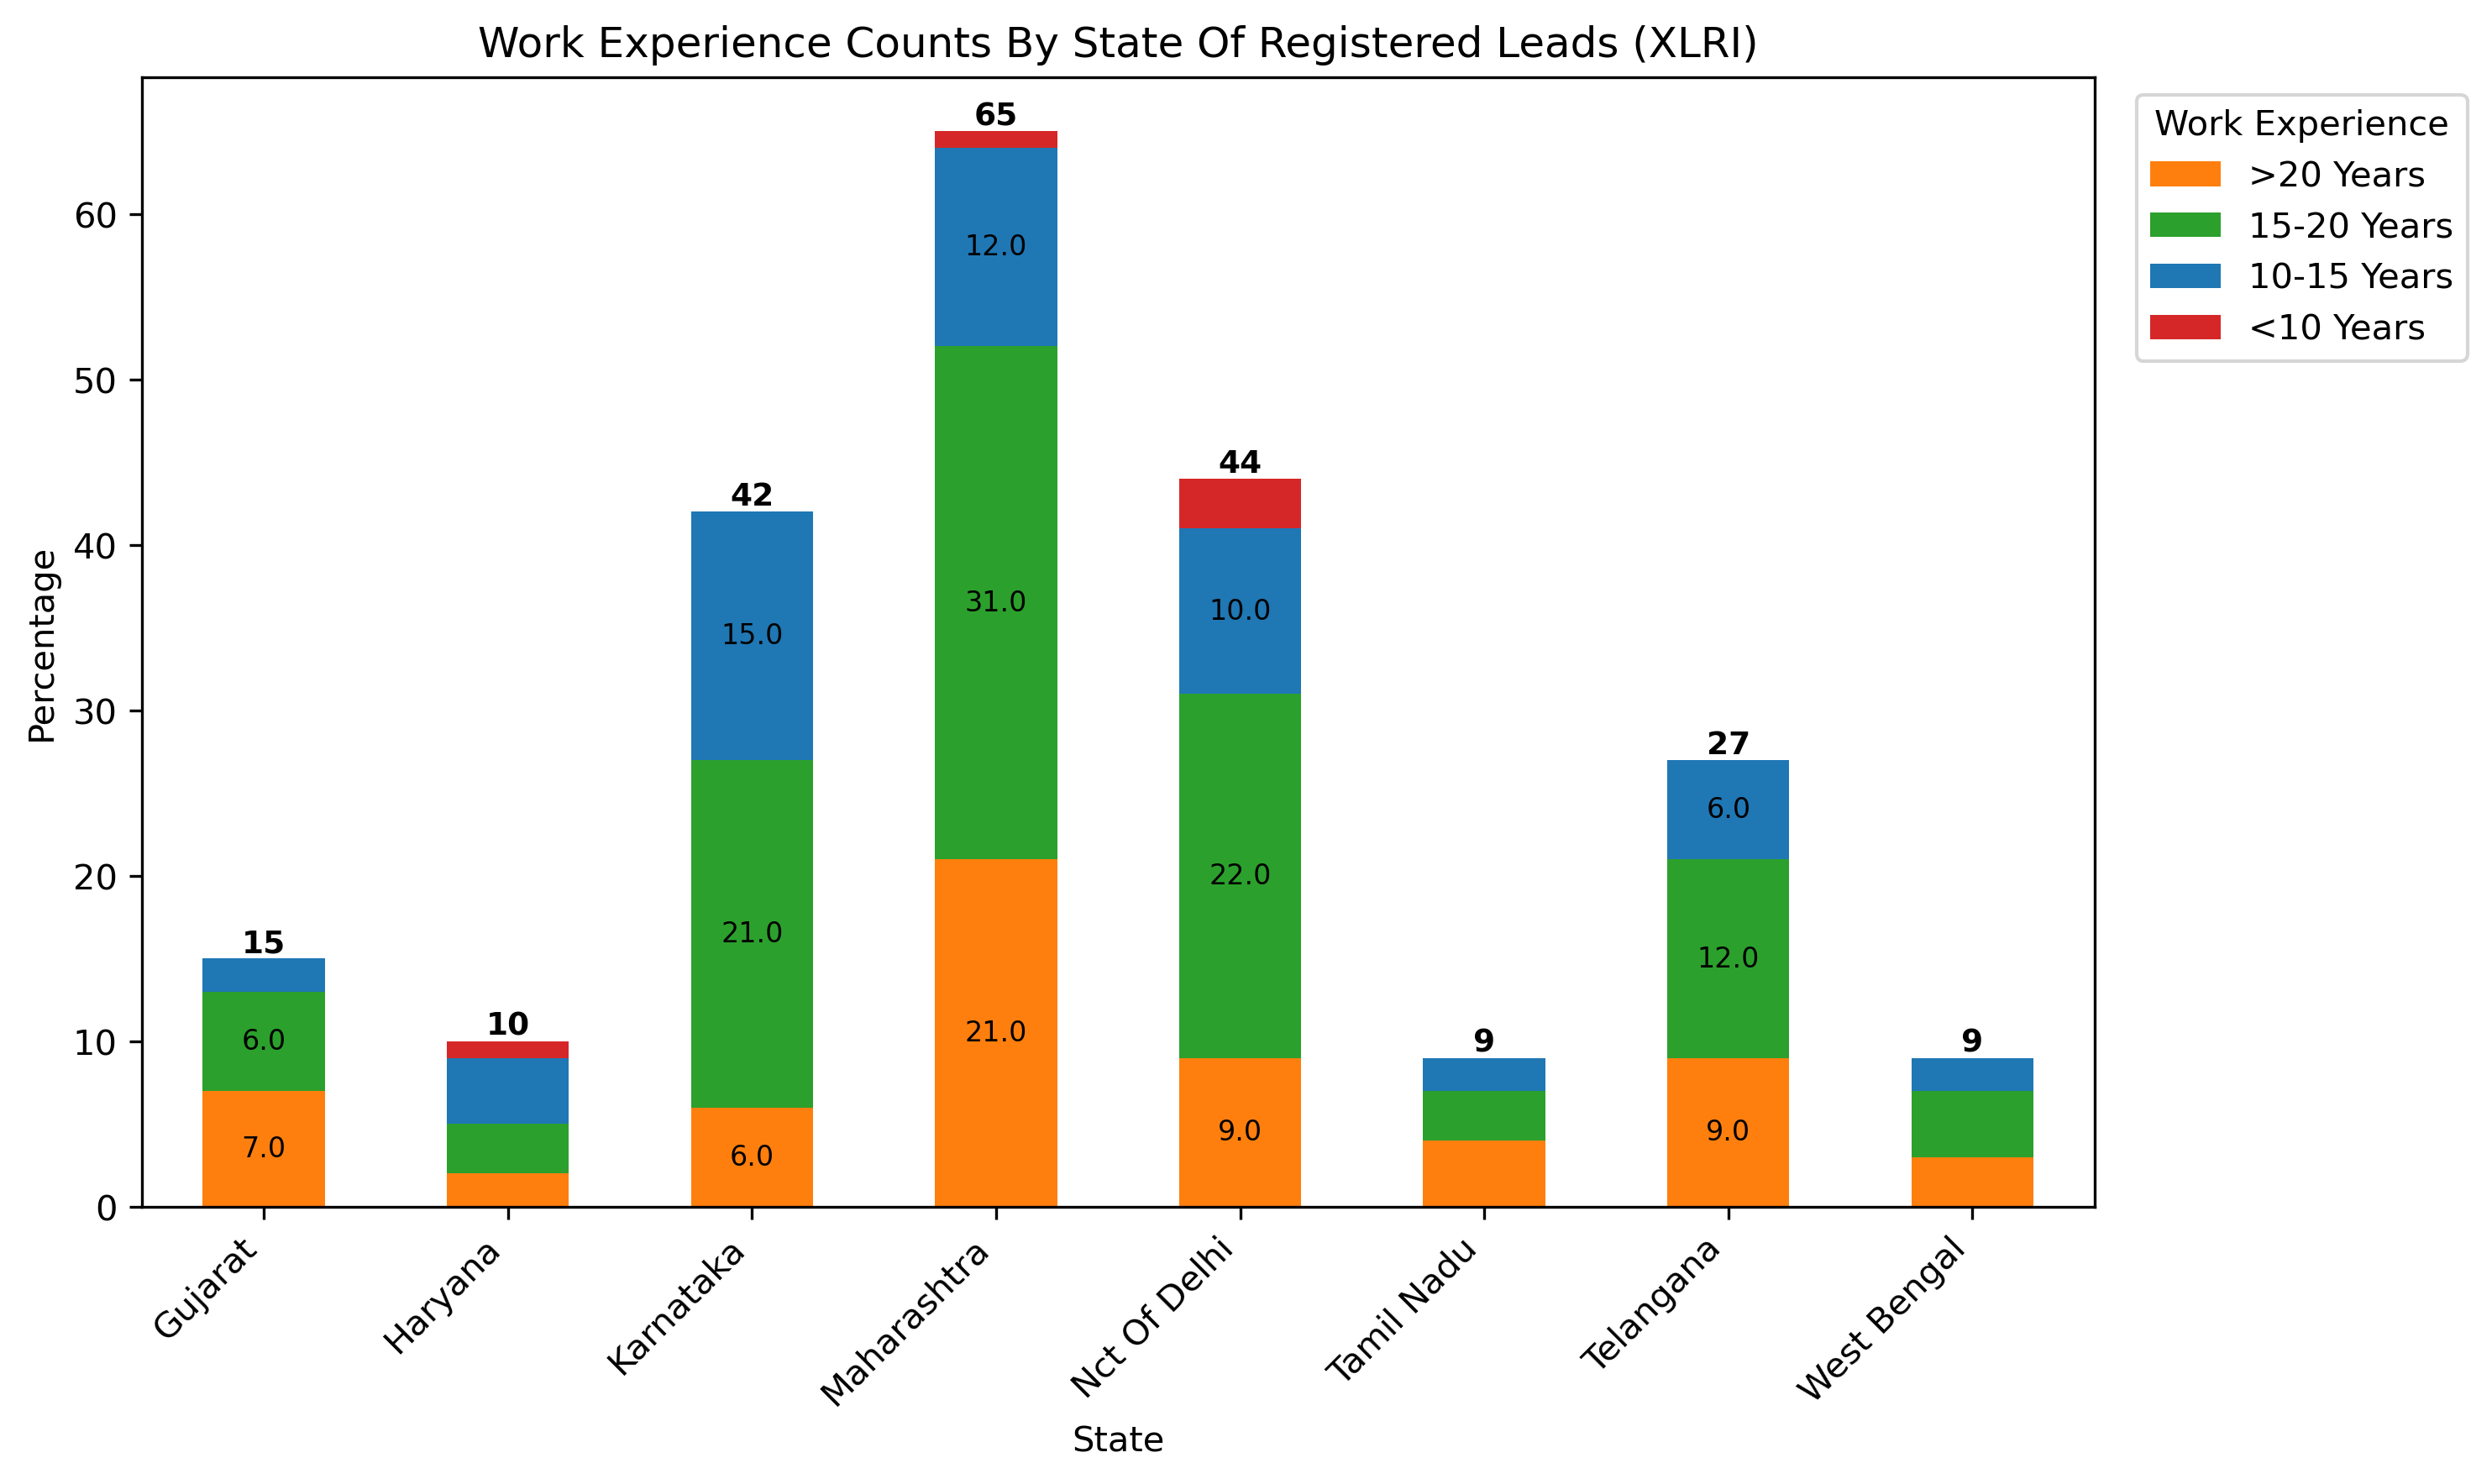 Work Experience Counts By State Of Registered Leads (XLRI)
Work Experience
>20 Years
15-20 Years
10-15 Years
<10 Years
Percentage
60
50
40
30
20
10
0
15
6.0
7.0
10
42
15.0
21.0
6.0
65
12.0
31.0
21.0
44
10.0
22.0
9.0
9
27
6.0
12.0
9.0
9
Gujarat
Haryana
Karnataka
Maharashtra
Nct Of Delhi
Tamil Nadu
Telangana
West Bengal
State